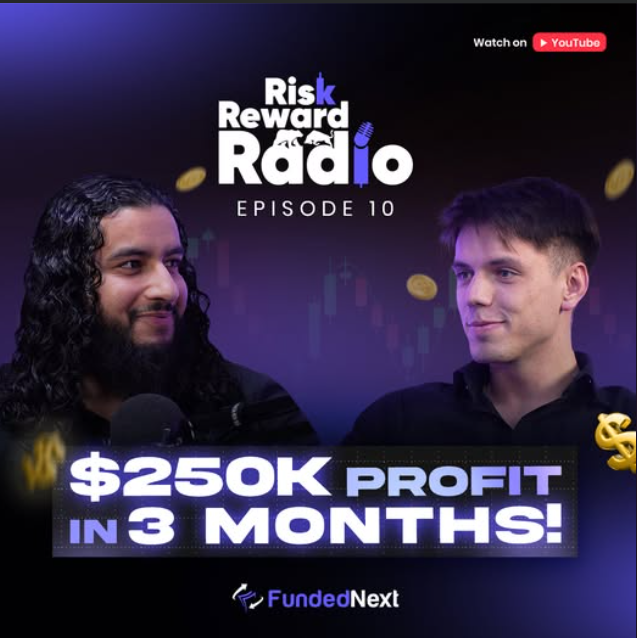 Watch on YouTube
Risk
Reward
Radio
EPISODE 10
$250K PROFIT
IN 3 MONTHS!
FundedNext